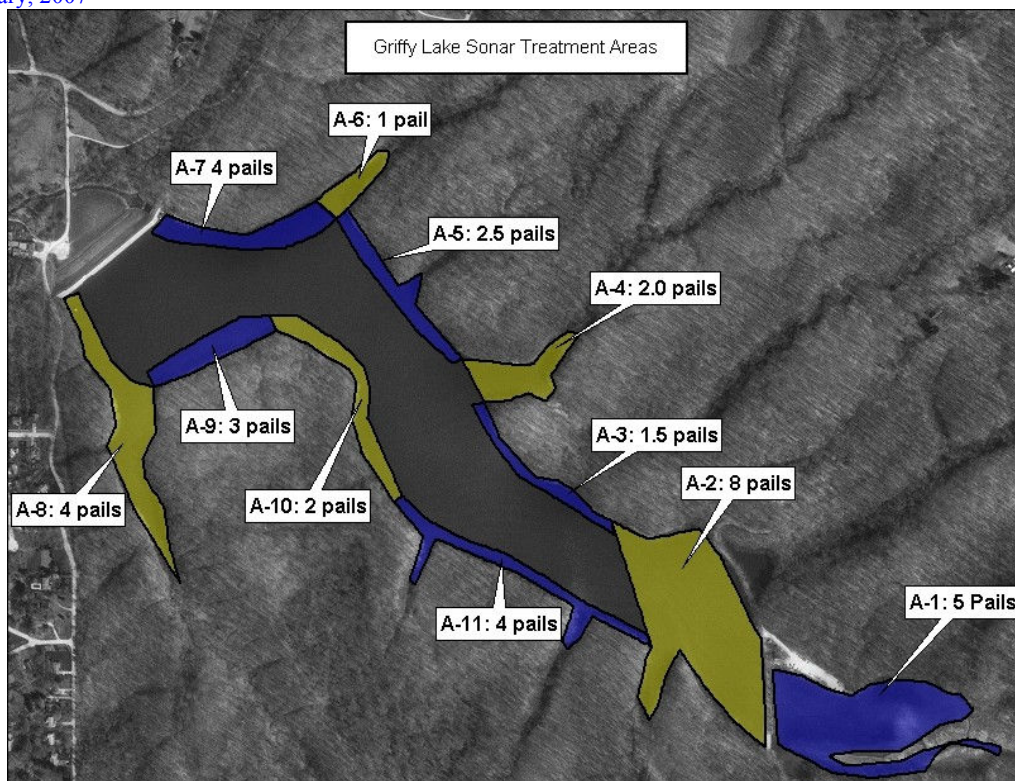 2007
Griffy Lake Sonar Treatment Areas
A-6: 1 pail
A-7 4 pails
A-5: 2.5 pails
A-4: 2.0 pails
A-9: 3 pails
A-3: 1.5 pails
A-2: 8 pails
A-8: 4 pails
A-10: 2 pails
A-1: 5 Pails
A-11: 4 pails